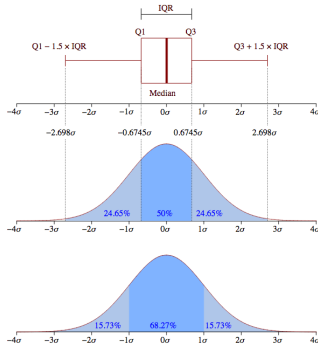 IQR
Q1 Q3
Q1 − 1.5 × IQR Q3 + 1.5 × IQR
Median
−4σ −3σ −2σ −1σ 0σ 1σ 2σ 3σ 4σ
−2.698σ −0.6745σ 0.6745σ 2.698σ
24.65% 50% 24.65%
−4σ −3σ −2σ −1σ 0σ 1σ 2σ 3σ 4σ
15.73% 68.27% 15.73%
−4σ −3σ −2σ −1σ 0σ 1σ 2σ 3σ 4σ